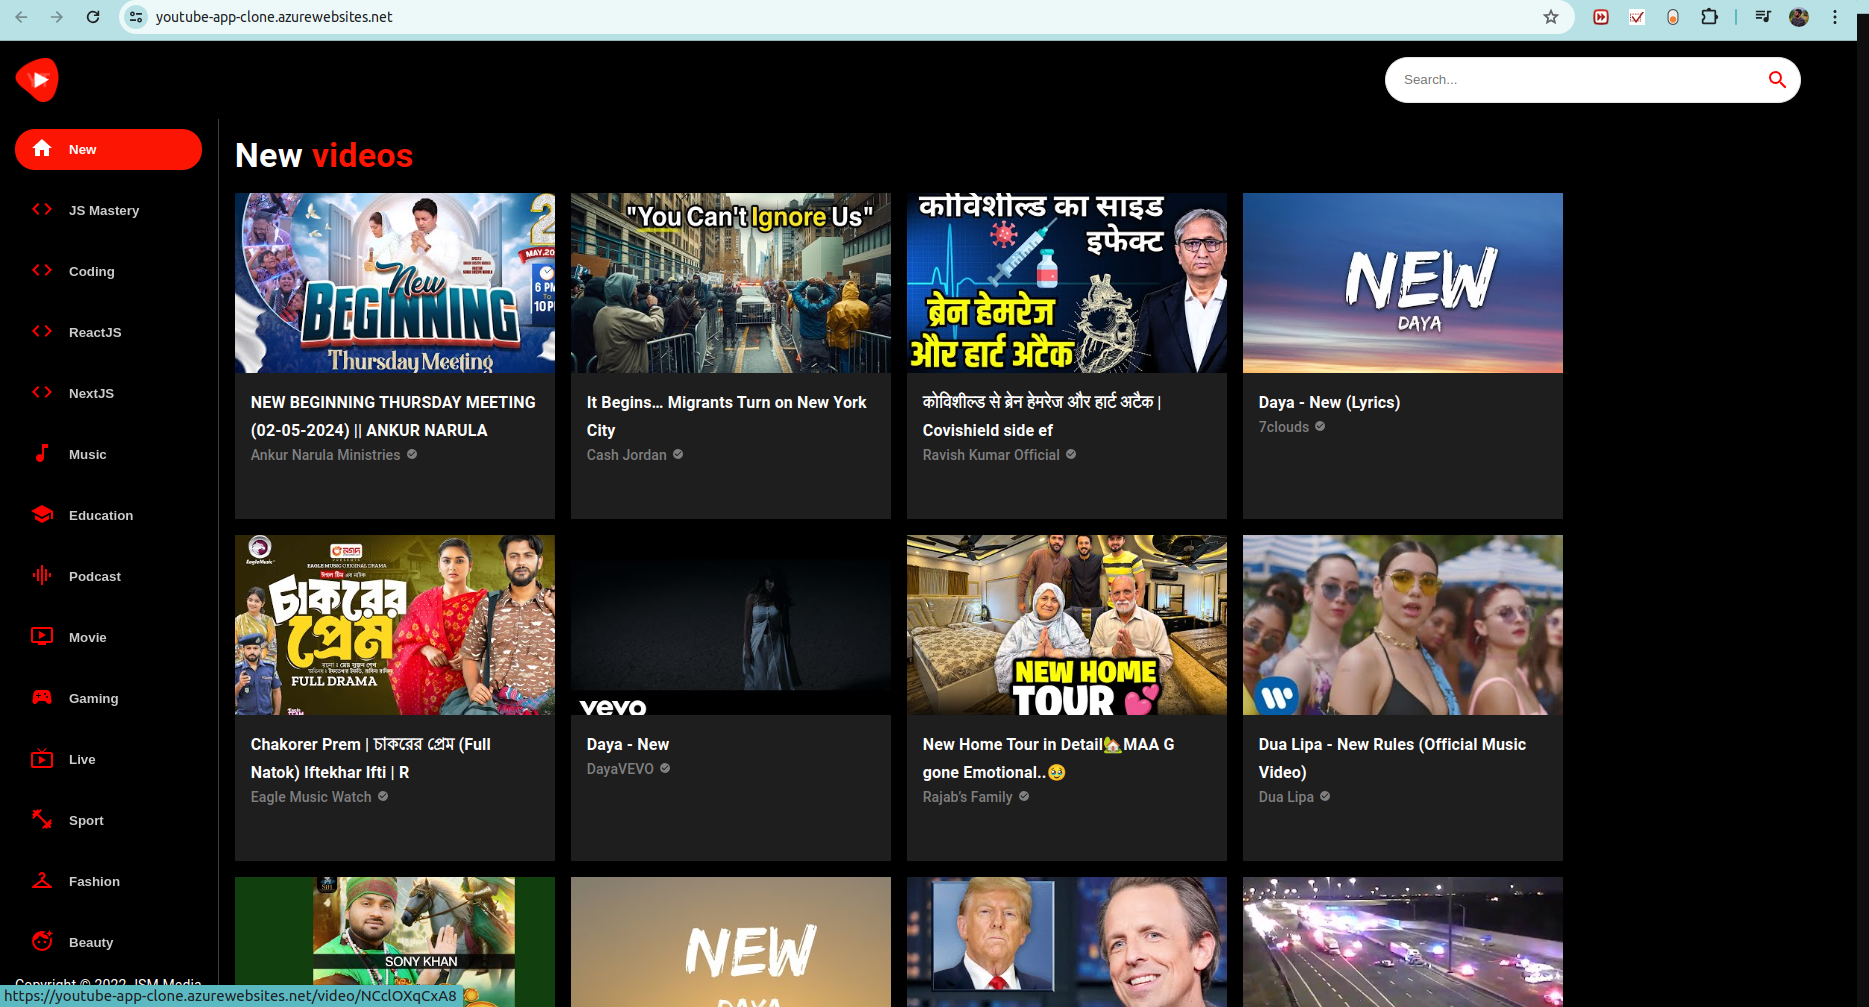 youtube-app-clone.azurewebsites.net
Search...
New
JS Mastery
Coding
ReactJS
NextJS
Music
Education
Podcast
Movie
Gaming
Live
Sport
Fashion
Beauty
Copyright © 2022 JSM Media
New videos
New
BEGINNING
Thursday Meeting
MAY, 20
6 PM
To
10 P
NEW BEGINNING THURSDAY MEETING
(02-05-2024) || ANKUR NARULA
Ankur Narula Ministries
"You Can't Ignore Us"
It Begins... Migrants Turn on New York
City
Cash Jordan
कोविशील्ड का साइड
इफेक्ट
ब्रेन हेमरेज
और हार्ट अटैक
कोविशील्ड से ब्रेन हेमरेज और हार्ट अटैक |
Covishield side ef
Ravish Kumar Official
NEW
DAYA
Daya - New (Lyrics)
7clouds
EagleMusic
EAGLE MUSIC ORIGINAL DRAMA
চাকরের
প্রেম
FULL DRAMA
Chakorer Prem | চাকরের প্রেম (Full
Natok) Iftekhar Ifti | R
Eagle Music Watch
vevo
Daya - New
DayaVEVO
NEW HOME
TOUR
New Home Tour in Detail🏡MAA G
gone Emotional..🥹
Rajab's Family
Dua Lipa - New Rules (Official Music
Video)
Dua Lipa
SONY KHAN
NEW
DAYA
https://youtube-app-clone.azurewebsites.net/video/NCclOXqCxA8